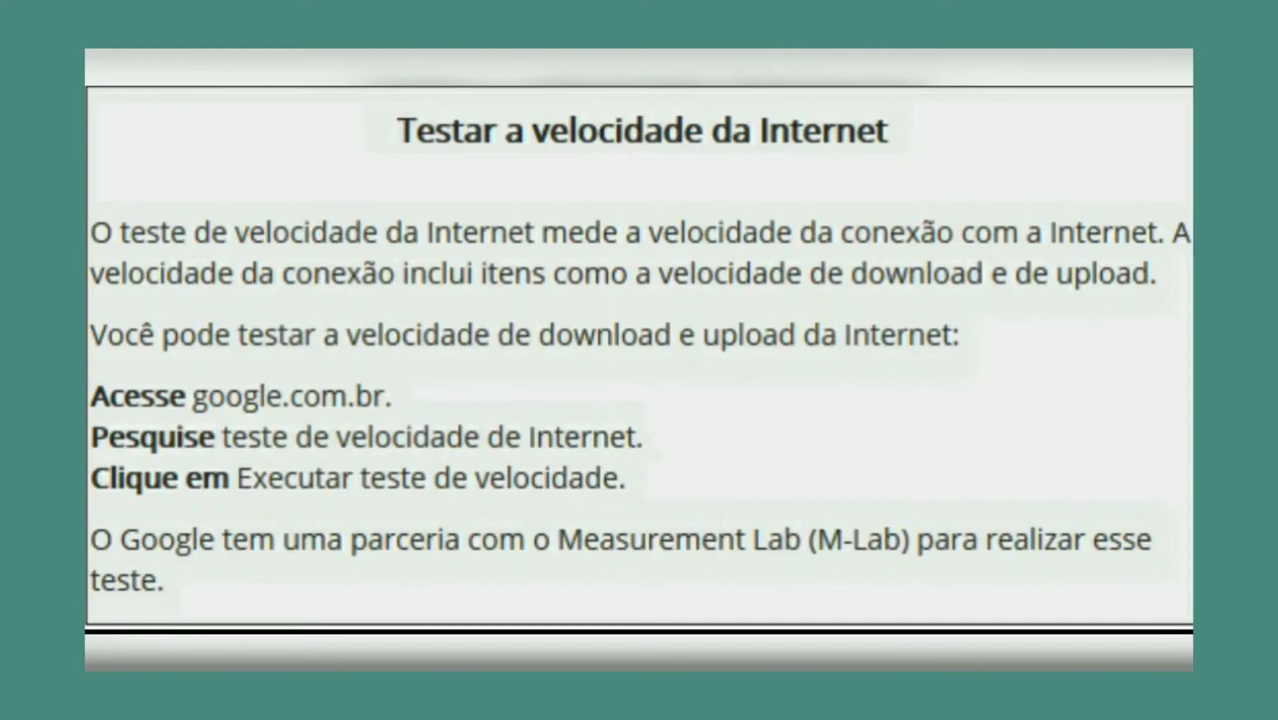 Testar a velocidade da Internet
O teste de velocidade da Internet mede a velocidade da conexão com a Internet. A
velocidade da conexão inclui itens como a velocidade de download e de upload.
Você pode testar a velocidade de download e upload da Internet:
Acesse google.com.br.
Pesquise teste de velocidade de Internet.
Clique em Executar teste de velocidade.
O Google tem uma parceria com o Measurement Lab (M-Lab) para realizar esse
teste.